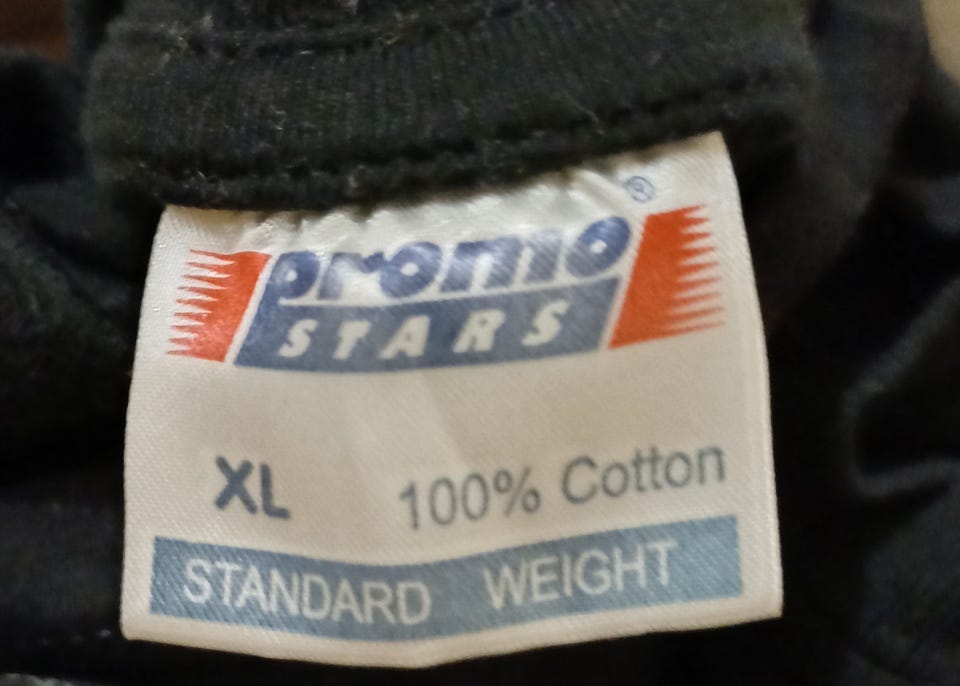 promo®
STARS
XL 100% Cotton
STANDARD WEIGHT